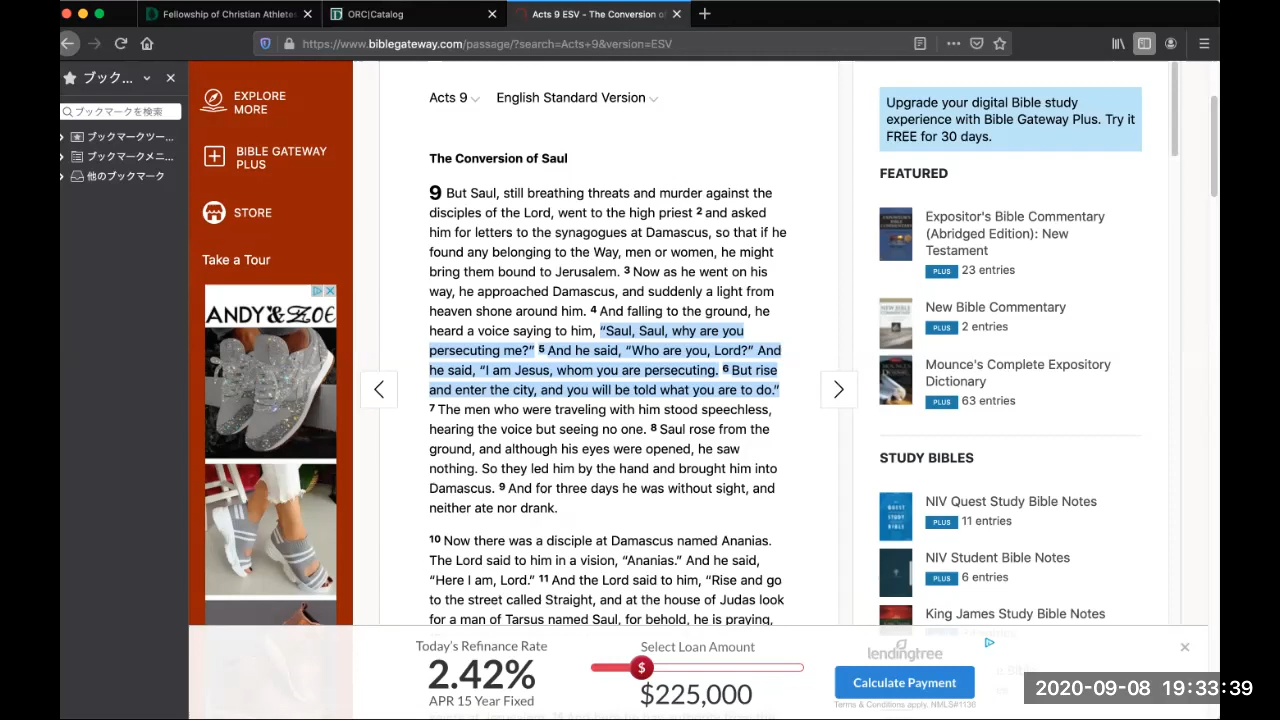 Fellowship of Christian Athletes
ORC|Catalog
Acts 9 ESV - The Conversion of
https://www.biblegateway.com/passage/?search=Acts+9&version=ESV
ブック...
ブックマークを検索
ブックマークツー...
ブックマークメニ...
他のブックマーク
EXPLORE
MORE
BIBLE GATEWAY
PLUS
STORE
Take a Tour
ANDY&ZOE
Acts 9
English Standard Version
The Conversion of Saul
9 But Saul, still breathing threats and murder against the
disciples of the Lord, went to the high priest 2 and asked
him for letters to the synagogues at Damascus, so that if he
found any belonging to the Way, men or women, he might
bring them bound to Jerusalem. 3 Now as he went on his
way, he approached Damascus, and suddenly a light from
heaven shone around him. 4 And falling to the ground, he
heard a voice saying to him, “Saul, Saul, why are you
persecuting me?” 5 And he said, “Who are you, Lord?” And
he said, “I am Jesus, whom you are persecuting. 6 But rise
and enter the city, and you will be told what you are to do.”
7 The men who were traveling with him stood speechless,
hearing the voice but seeing no one. 8 Saul rose from the
ground, and although his eyes were opened, he saw
nothing. So they led him by the hand and brought him into
Damascus. 9 And for three days he was without sight, and
neither ate nor drank.
10 Now there was a disciple at Damascus named Ananias.
The Lord said to him in a vision, “Ananias.” And he said,
“Here I am, Lord.” 11 And the Lord said to him, “Rise and go
to the street called Straight, and at the house of Judas look
for a man of Tarsus named Saul, for behold, he is praying,
Upgrade your digital Bible study
experience with Bible Gateway Plus. Try it
FREE for 30 days.
FEATURED
Expositor's Bible Commentary
(Abridged Edition): New
Testament
PLUS 23 entries
New Bible Commentary
PLUS 2 entries
Mounce's Complete Expository
Dictionary
PLUS 63 entries
STUDY BIBLES
NIV Quest Study Bible Notes
PLUS 11 entries
NIV Student Bible Notes
PLUS 6 entries
King James Study Bible Notes
Today's Refinance Rate
2.42%
APR 15 Year Fixed
Select Loan Amount
$
$225,000
lendingtree
Calculate Payment
Terms & Conditions apply. NMLS#1136
2020-09-08 19:33:39